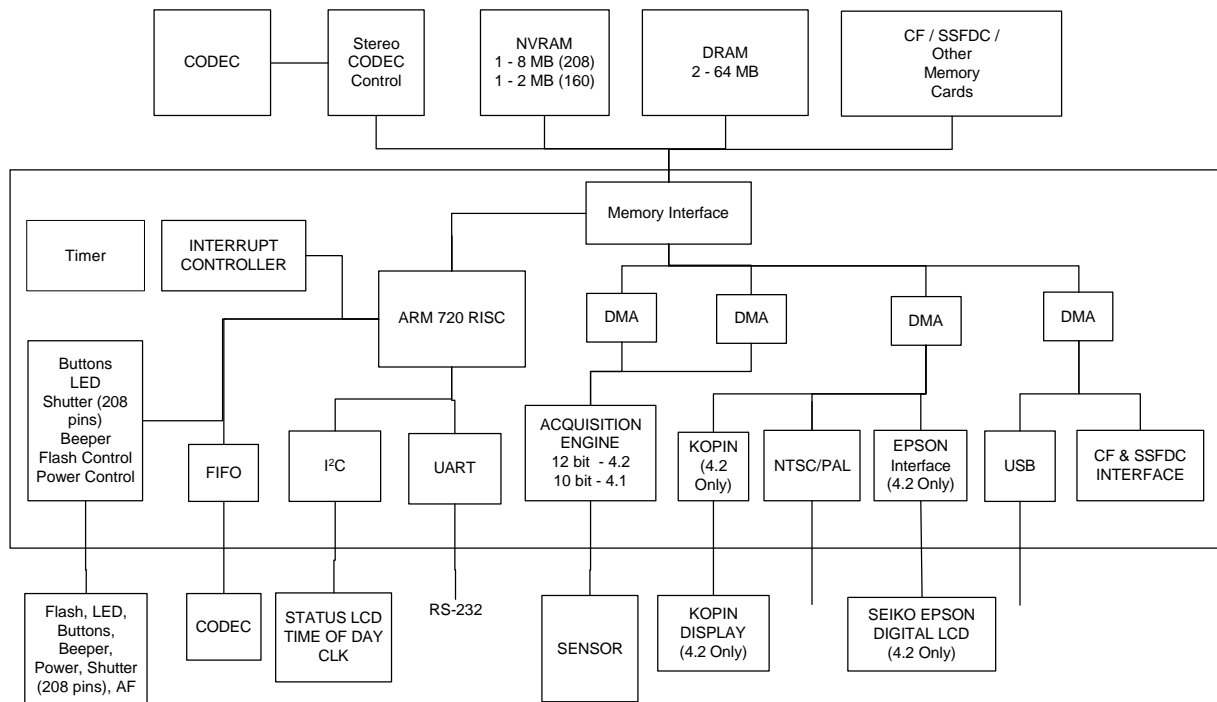 CODEC
Stereo
CODEC
Control
NVRAM
1 - 8 MB (208)
1 - 2 MB (160)
DRAM
2 - 64 MB
CF / SSFDC /
Other
Memory
Cards
Memory Interface
Timer
INTERRUPT
CONTROLLER
ARM 720 RISC
DMA
DMA
DMA
DMA
Buttons
LED
Shutter (208
pins)
Beeper
Flash Control
Power Control
FIFO
I²C
UART
ACQUISITION
ENGINE
12 bit - 4.2
10 bit - 4.1
KOPIN
(4.2
Only)
NTSC/PAL
EPSON
Interface
(4.2 Only)
USB
CF & SSFDC
INTERFACE
Flash, LED,
Buttons,
Beeper,
Power, Shutter
(208 pins), AF
CODEC
STATUS LCD
TIME OF DAY
CLK
RS-232
SENSOR
KOPIN
DISPLAY
(4.2 Only)
SEIKO EPSON
DIGITAL LCD
(4.2 Only)